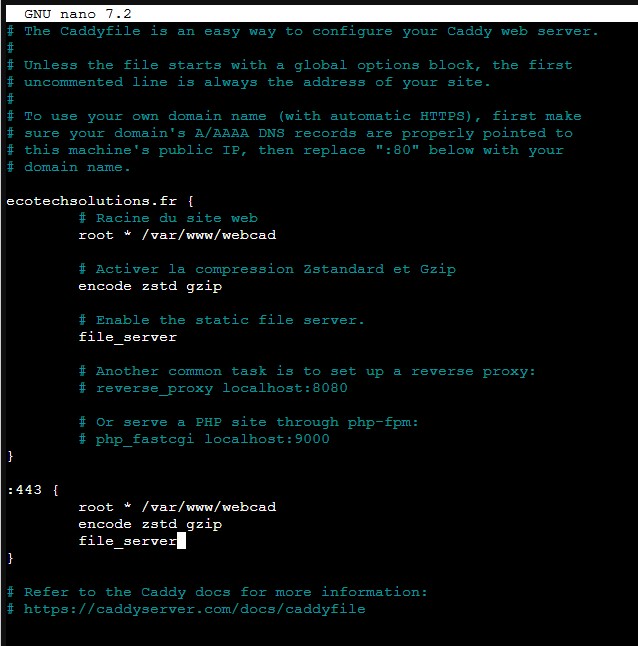 GNU nano 7.2
# The Caddyfile is an easy way to configure your Caddy web server.
#
# Unless the file starts with a global options block, the first
# uncommented line is always the address of your site.
#
# To use your own domain name (with automatic HTTPS), first make
# sure your domain's A/AAAA DNS records are properly pointed to
# this machine's public IP, then replace ":80" below with your
# domain name.
ecotechsolutions.fr {
# Racine du site web
root * /var/www/webcad
# Activer la compression Zstandard et Gzip
encode zstd gzip
# Enable the static file server.
file_server
# Another common task is to set up a reverse proxy:
# reverse_proxy localhost:8080
# Or serve a PHP site through php-fpm:
# php_fastcgi localhost:9000
}
:443 {
root * /var/www/webcad
encode zstd gzip
file_server
}
# Refer to the Caddy docs for more information:
# https://caddyserver.com/docs/caddyfile